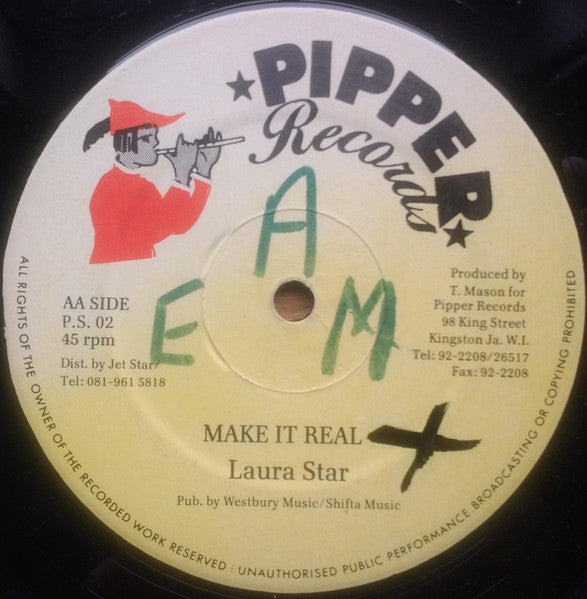 PIPPER
Records
A
E M
AA SIDE
P.S. 02
45 rpm
Dist. by Jet Star/
Tel: 081-961 5818
Produced by
T. Mason for
Pipper Records
98 King Street
Kingston Ja. W.I.
Tel: 92-2208/26517
Fax: 92-2208
MAKE IT REAL
Laura Star
Pub. by Westbury Music/Shifta Music
ALL RIGHTS OF THE OWNER OF THE RECORDED WORK RESERVED : UNAUTHORISED PUBLIC PERFORMANCE, BROADCASTING OR COPYING PROHIBITED